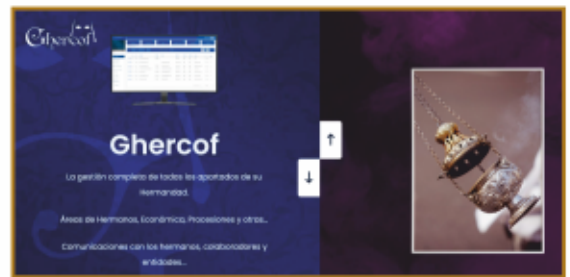 Ghercof
Ghercof
La gestión completa de todos los apartados de su
Hermandad.
Áreas de Hermanos, Económica, Procesiones y otras...
Comunicaciones con los hermanos, colaboradores y
entidades...